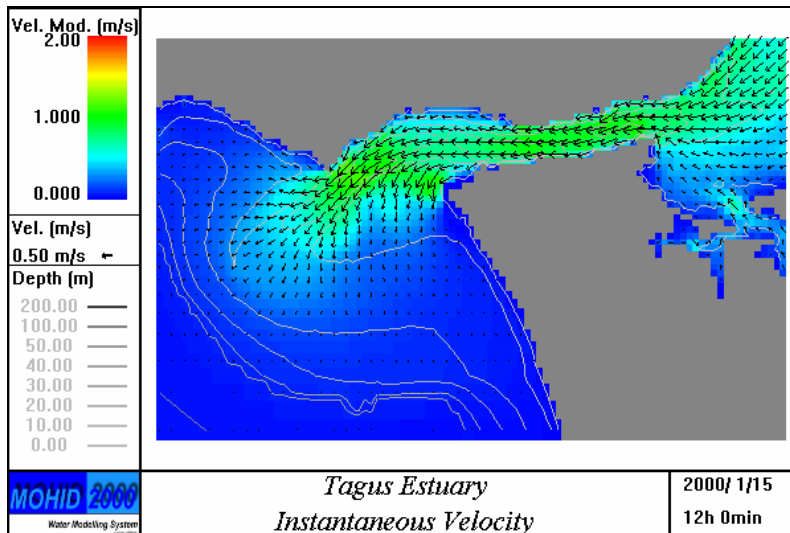 Vel. Mod. (m/s)
2.00
1.000
0.000
Vel. (m/s)
0.50 m/s
Depth (m)
200.00
100.00
50.00
40.00
30.00
20.00
10.00
0.00
MOHID 2000
Water Modelling System
Tagus Estuary
Instantaneous Velocity
2000/ 1/15
12h 0min